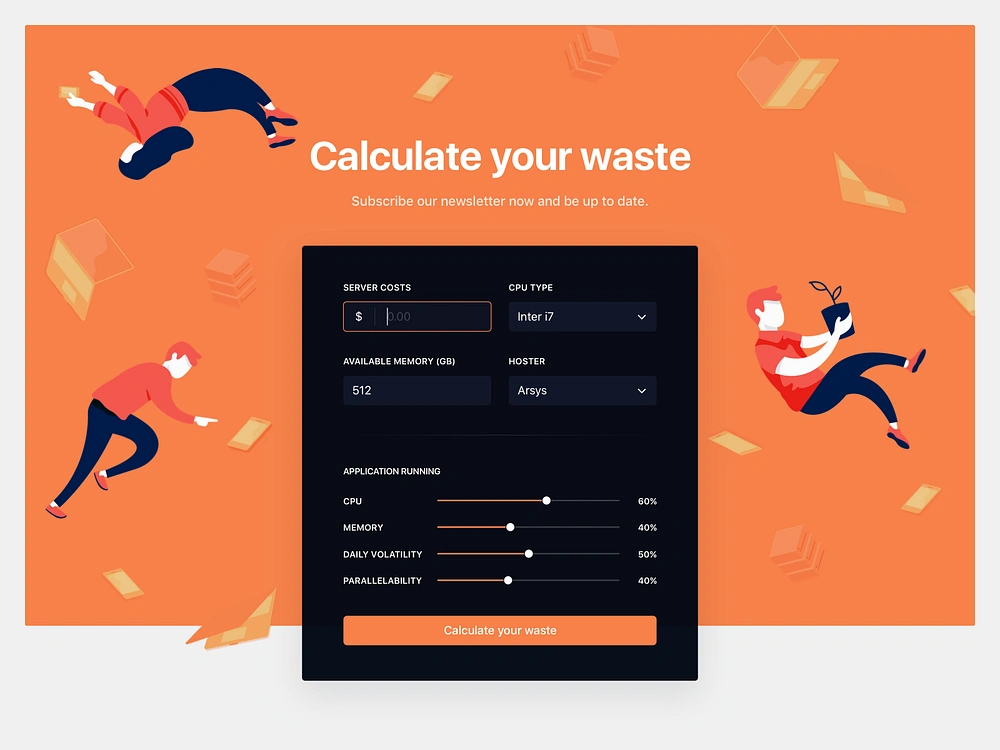 Calculate your waste
Subscribe our newsletter now and be up to date.
SERVER COSTS
CPU TYPE
$ 0.00
Inter i7
AVAILABLE MEMORY (GB)
HOSTER
512
Arsys
APPLICATION RUNNING
CPU 60%
MEMORY 40%
DAILY VOLATILITY 50%
PARALLELABILITY 40%
Calculate your waste